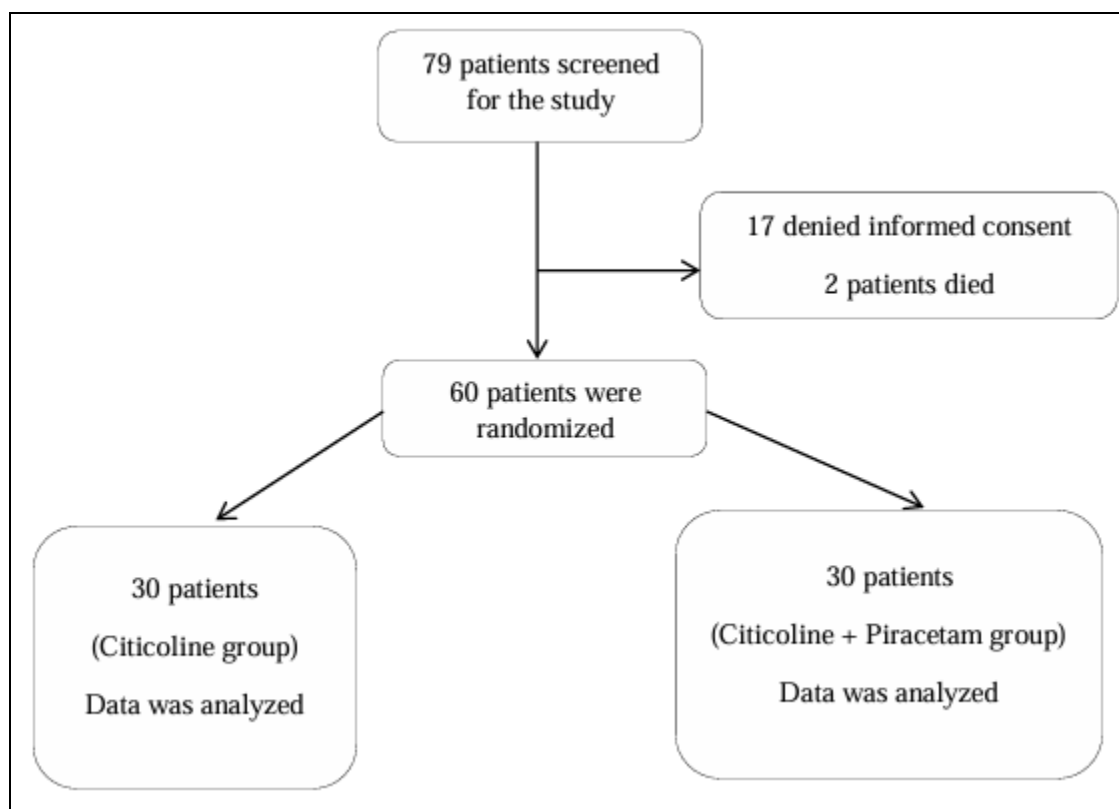 79 patients screened
for the study
17 denied informed consent
2 patients died
60 patients were
randomized
30 patients
(Citicoline group)
Data was analyzed
30 patients
(Citicoline + Piracetam group)
Data was analyzed